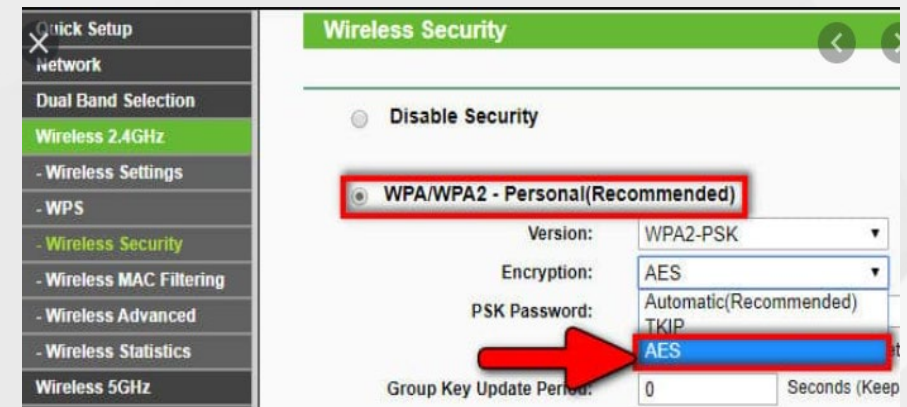 Quick Setup
Network
Dual Band Selection
Wireless 2.4GHz
- Wireless Settings
- WPS
- Wireless Security
- Wireless MAC Filtering
- Wireless Advanced
- Wireless Statistics
Wireless 5GHz
Wireless Security
Disable Security
WPA/WPA2 - Personal(Recommended)
Version: WPA2-PSK
Encryption: AES
Automatic(Recommended)
PSK Password:
TKIP
AES
Group Key Update Period: 0 Seconds (Keep